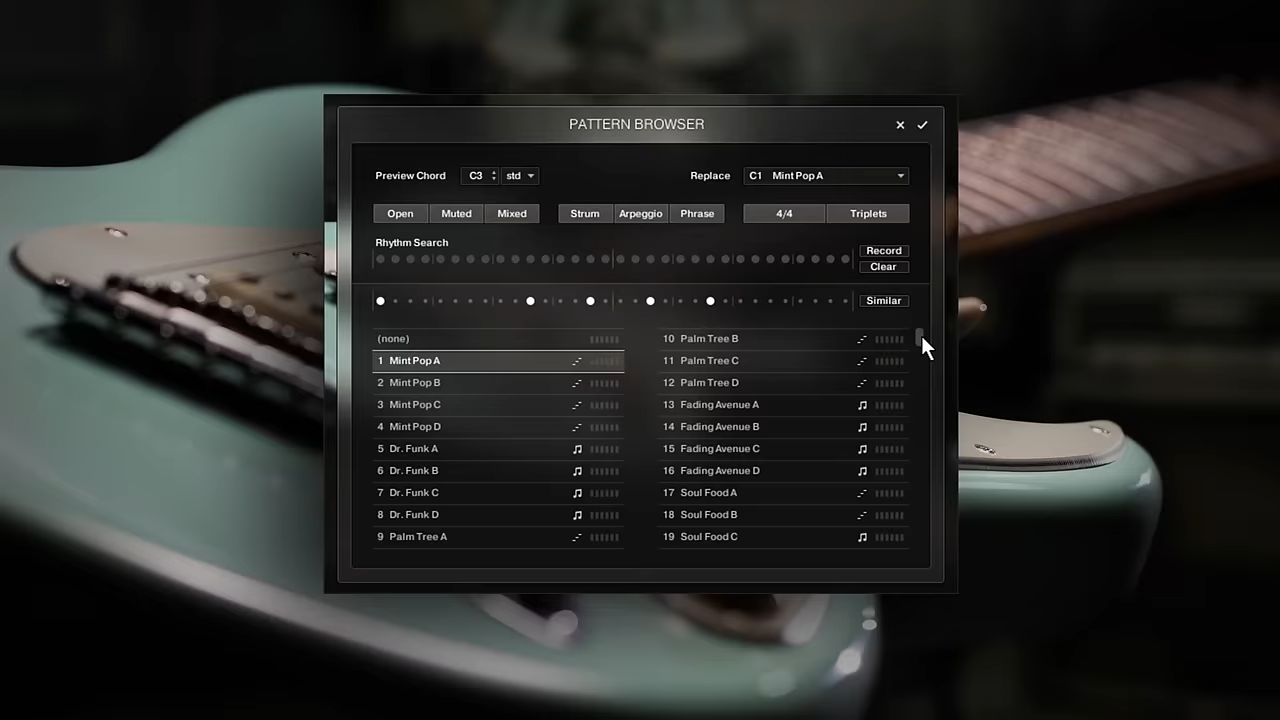 PATTERN BROWSER
Preview Chord C3 std Replace C1 Mint Pop A
Open Muted Mixed Strum Arpeggio Phrase 4/4 Triplets
Rhythm Search
Record
Clear
Similar
(none)
1 Mint Pop A
2 Mint Pop B
3 Mint Pop C
4 Mint Pop D
5 Dr. Funk A
6 Dr. Funk B
7 Dr. Funk C
8 Dr. Funk D
9 Palm Tree A
10 Palm Tree B
11 Palm Tree C
12 Palm Tree D
13 Fading Avenue A
14 Fading Avenue B
15 Fading Avenue C
16 Fading Avenue D
17 Soul Food A
18 Soul Food B
19 Soul Food C